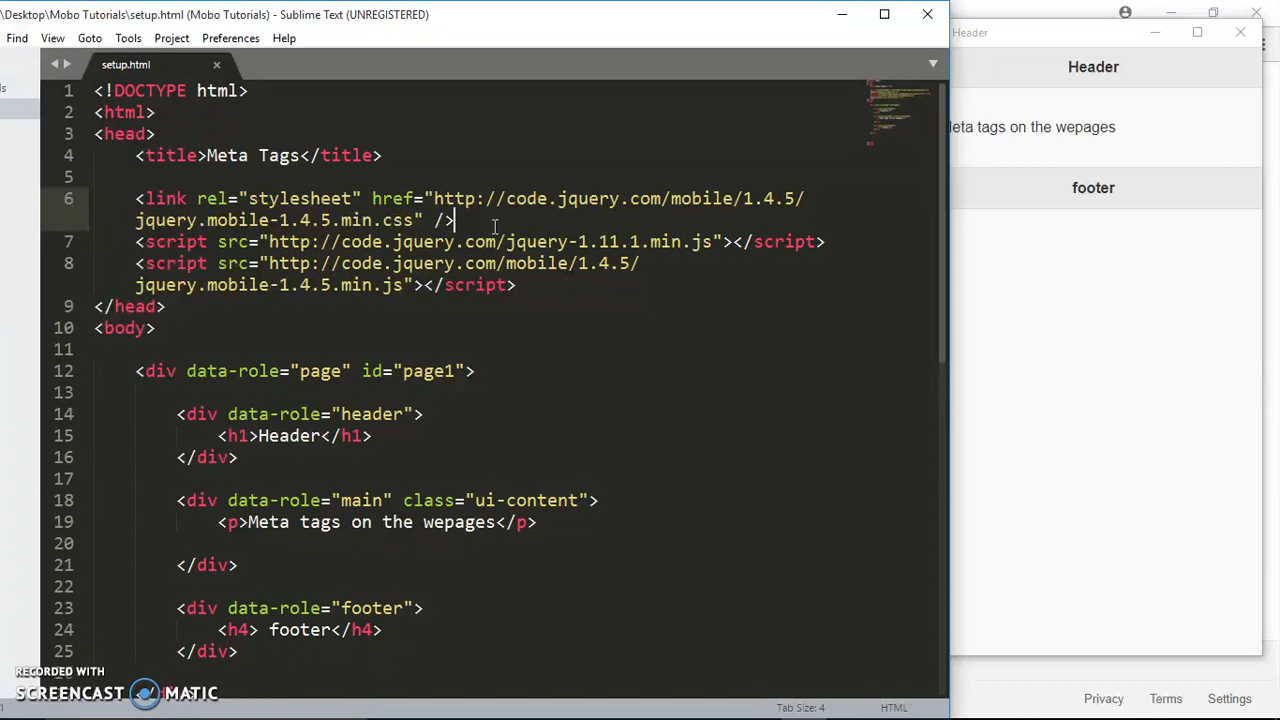 \Desktop\Mobo Tutorials\setup.html (Mobo Tutorials) - Sublime Text (UNREGISTERED)
Find View Goto Tools Project Preferences Help
setup.html
1 <!DOCTYPE html>
2 <html>
3 <head>
4 <title>Meta Tags</title>
5
6 <link rel="stylesheet" href="http://code.jquery.com/mobile/1.4.5/
jquery.mobile-1.4.5.min.css" />
7 <script src="http://code.jquery.com/jquery-1.11.1.min.js"></script>
8 <script src="http://code.jquery.com/mobile/1.4.5/
jquery.mobile-1.4.5.min.js"></script>
9 </head>
10 <body>
11
12 <div data-role="page" id="page1">
13
14 <div data-role="header">
15 <h1>Header</h1>
16 </div>
17
18 <div data-role="main" class="ui-content">
19 <p>Meta tags on the wepages</p>
20
21 </div>
22
23 <div data-role="footer">
24 <h4> footer</h4>
25 </div>
RECORDED WITH
SCREENCAST MATIC
Tab Size: 4 HTML
Header
Header
eta tags on the wepages
footer
Privacy Terms Settings